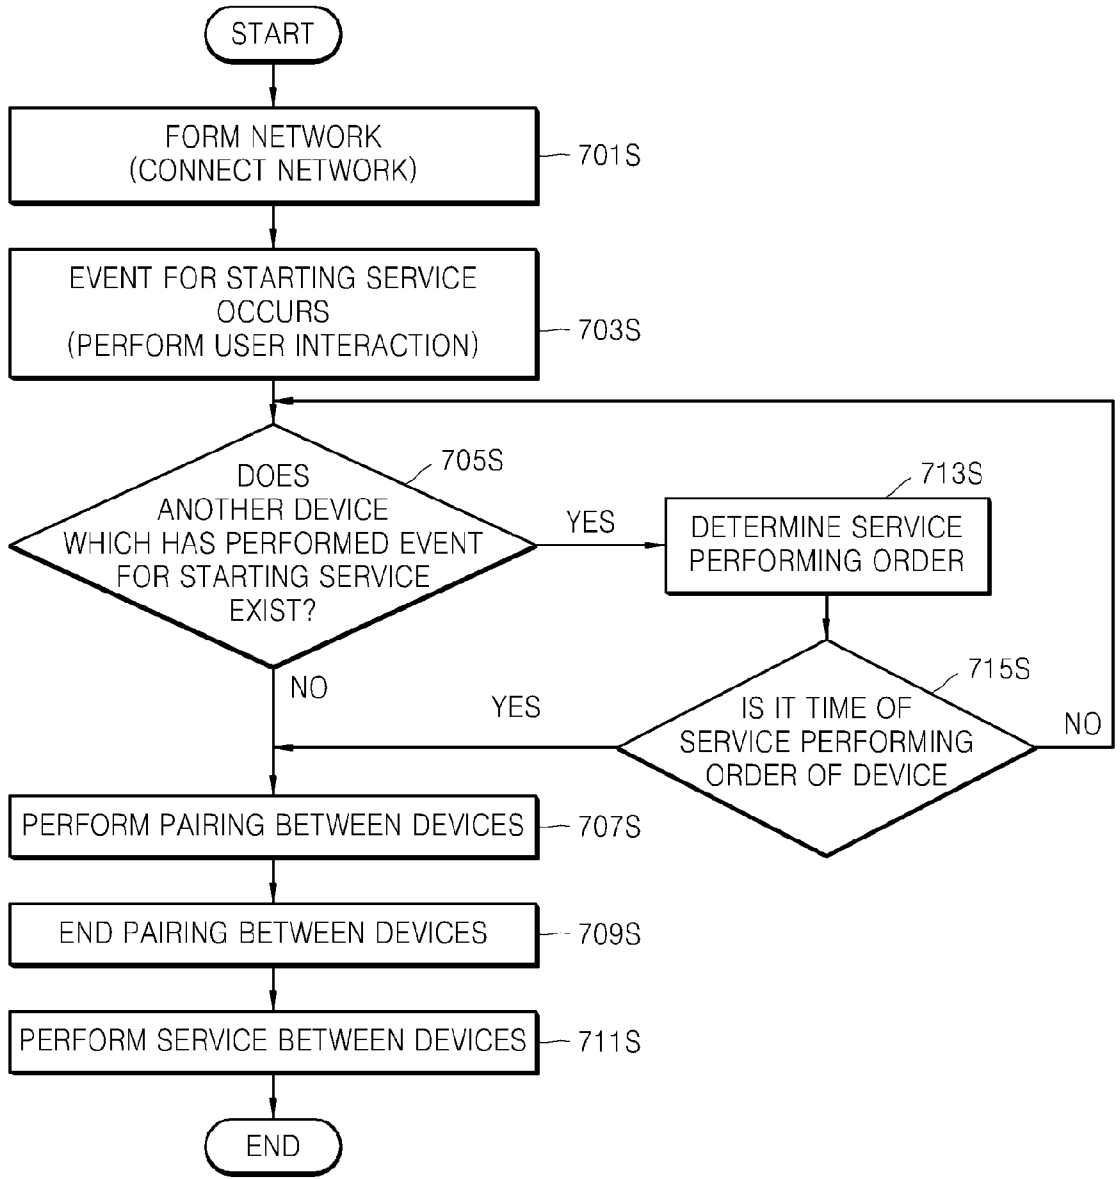 START
FORM NETWORK
(CONNECT NETWORK)
701S
EVENT FOR STARTING SERVICE
OCCURS
(PERFORM USER INTERACTION)
703S
DOES
ANOTHER DEVICE
WHICH HAS PERFORMED EVENT
FOR STARTING SERVICE
EXIST?
705S
YES
713S
DETERMINE SERVICE
PERFORMING ORDER
NO
715S
IS IT TIME OF
SERVICE PERFORMING
ORDER OF DEVICE
YES
NO
PERFORM PAIRING BETWEEN DEVICES
707S
END PAIRING BETWEEN DEVICES
709S
PERFORM SERVICE BETWEEN DEVICES
711S
END